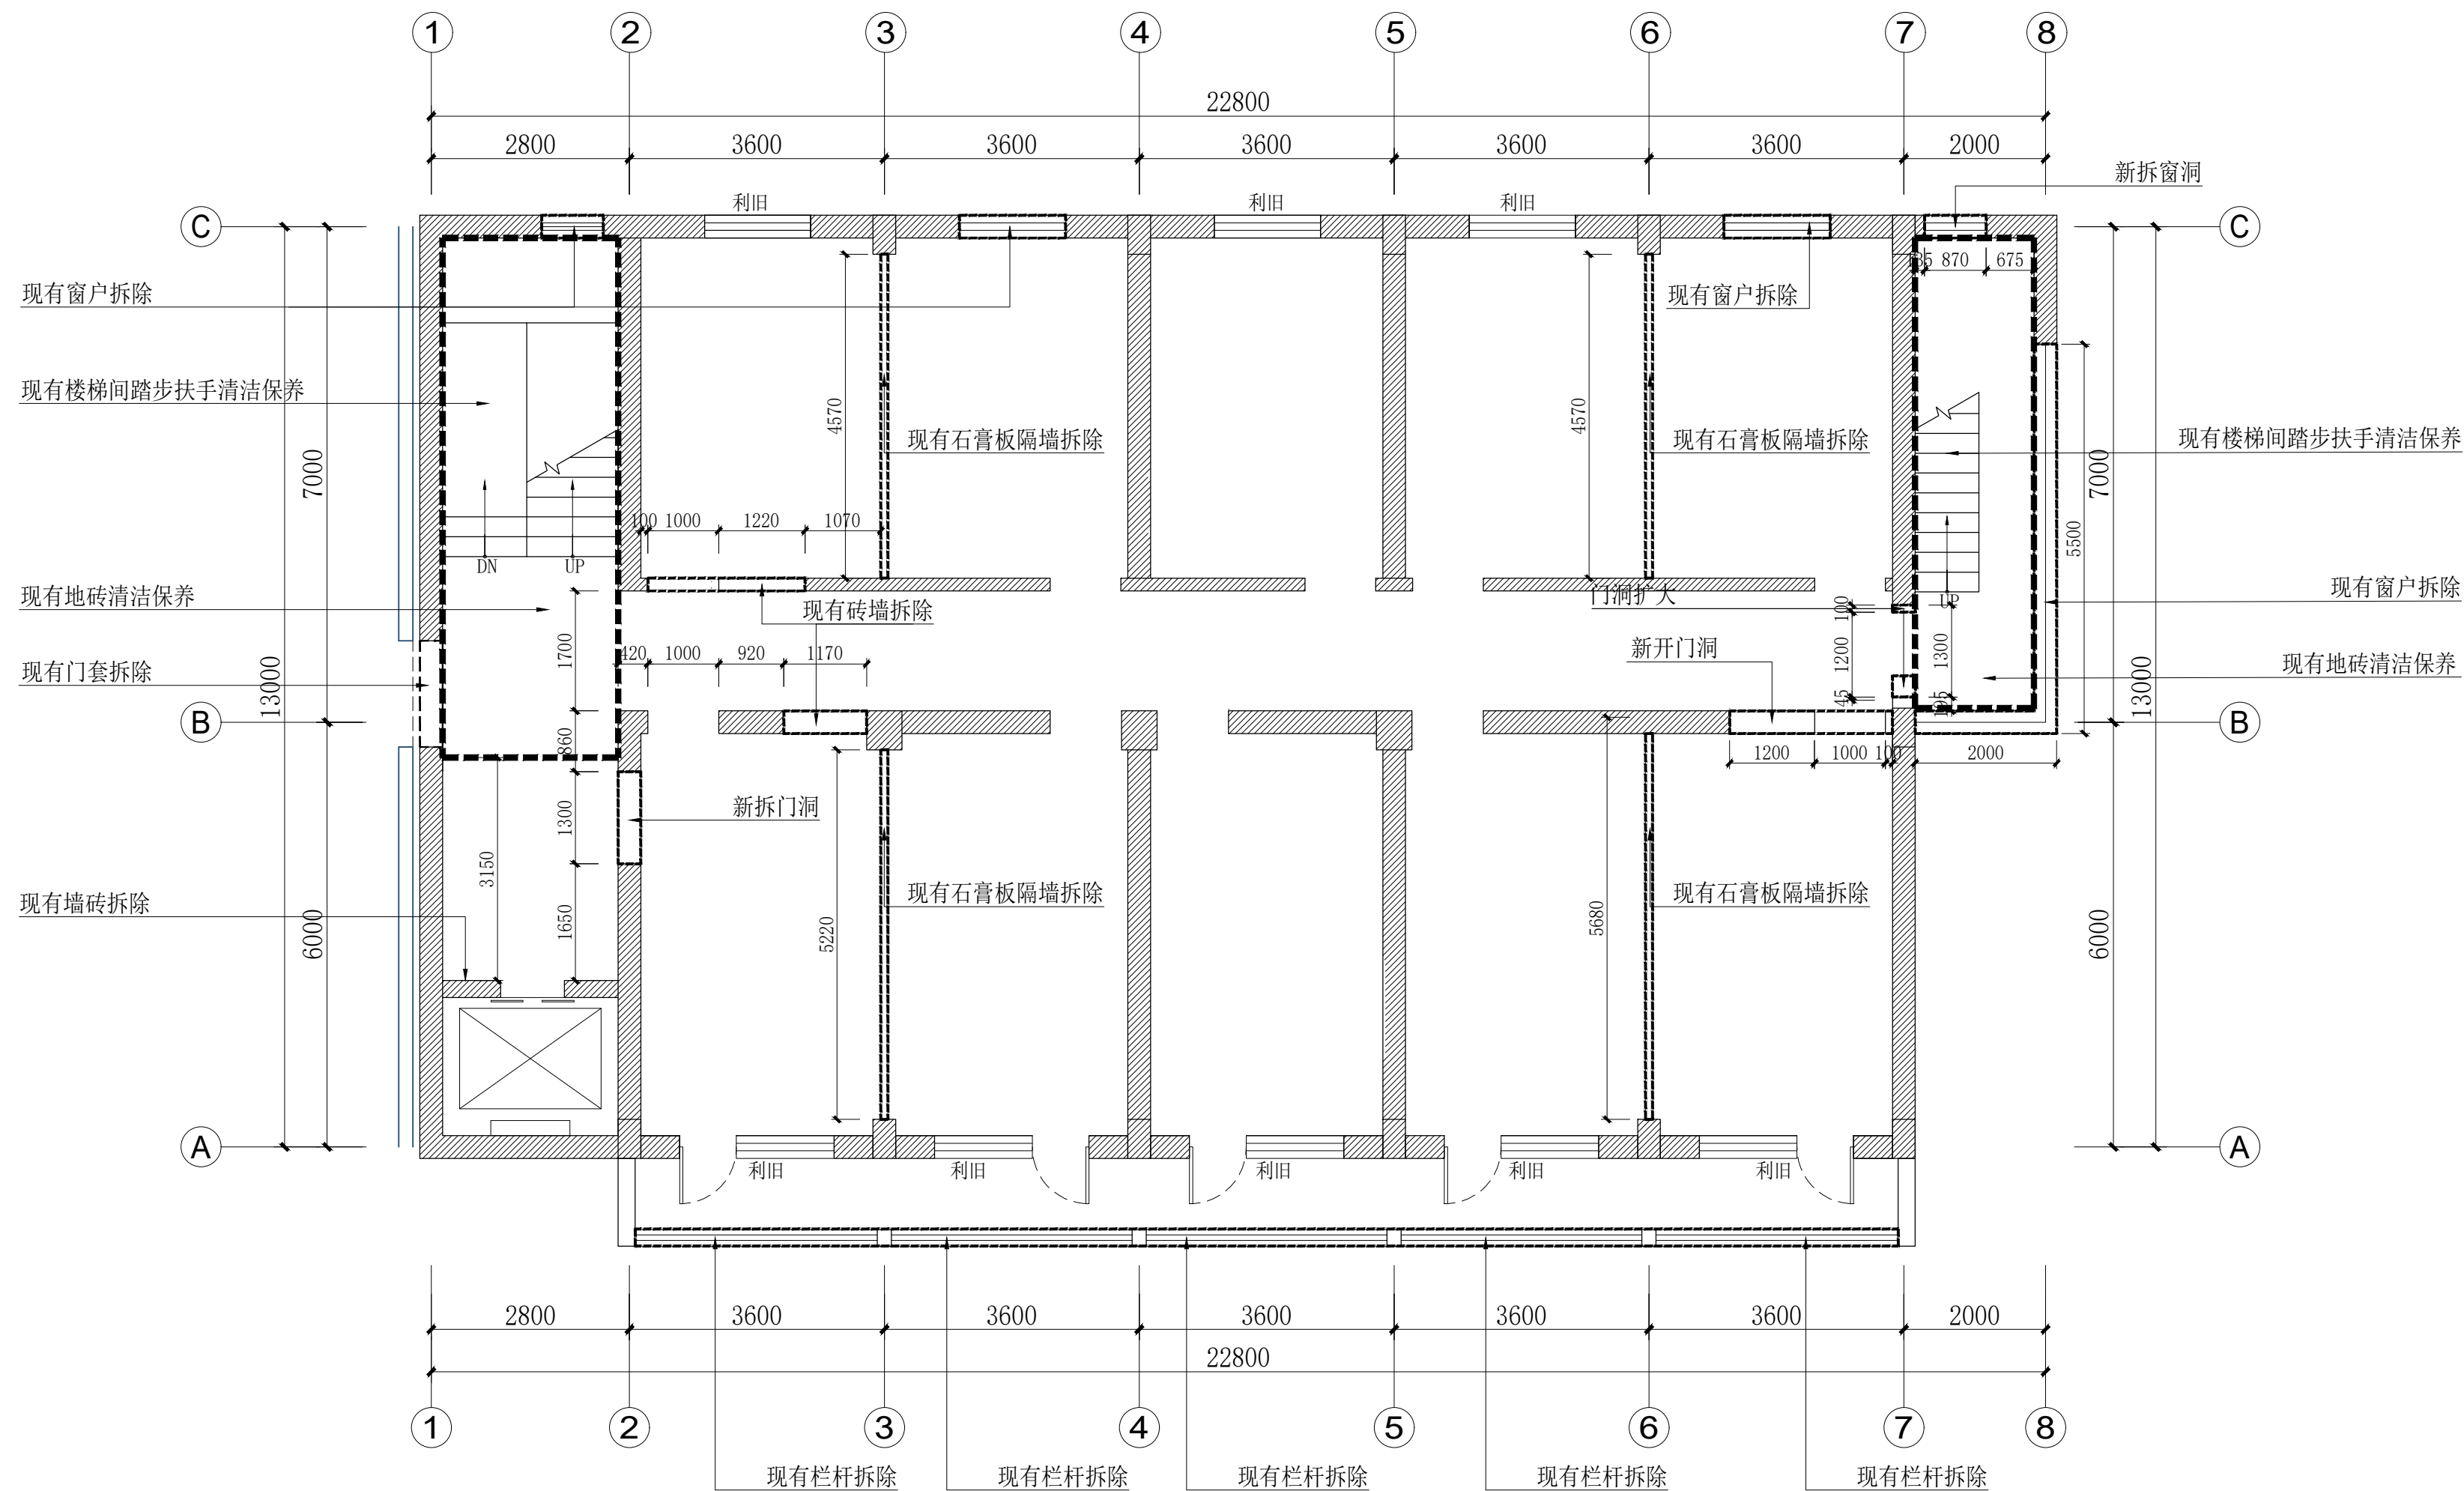 1 2 3 4 5 6 7 8
22800
2800 3600 3600 3600 3600 3600 2000
新拆窗洞
利旧 利旧 利旧
C C
135 870 675
现有窗户拆除 现有窗户拆除
现有楼梯间踏步扶手清洁保养
4570 4570
现有石膏板隔墙拆除 现有石膏板隔墙拆除
现有楼梯间踏步扶手清洁保养
7000 7000
100 1000 1220 1070
5500
DN UP
现有地砖清洁保养
现有砖墙拆除
门洞扩大
UP
现有窗户拆除
100
1700
420 1000 920 1170
新开门洞
1200 1300
现有地砖清洁保养
现有门套拆除
13000 13000
45 195
B B
860
1200 1000 100 2000
新拆门洞
1300
3150
现有墙砖拆除
现有石膏板隔墙拆除 现有石膏板隔墙拆除
1650
5220 5680
6000 6000
A A
利旧 利旧 利旧 利旧 利旧
2800 3600 3600 3600 3600 3600 2000
22800
1 2 3 4 5 6 7 8
现有栏杆拆除 现有栏杆拆除 现有栏杆拆除 现有栏杆拆除 现有栏杆拆除